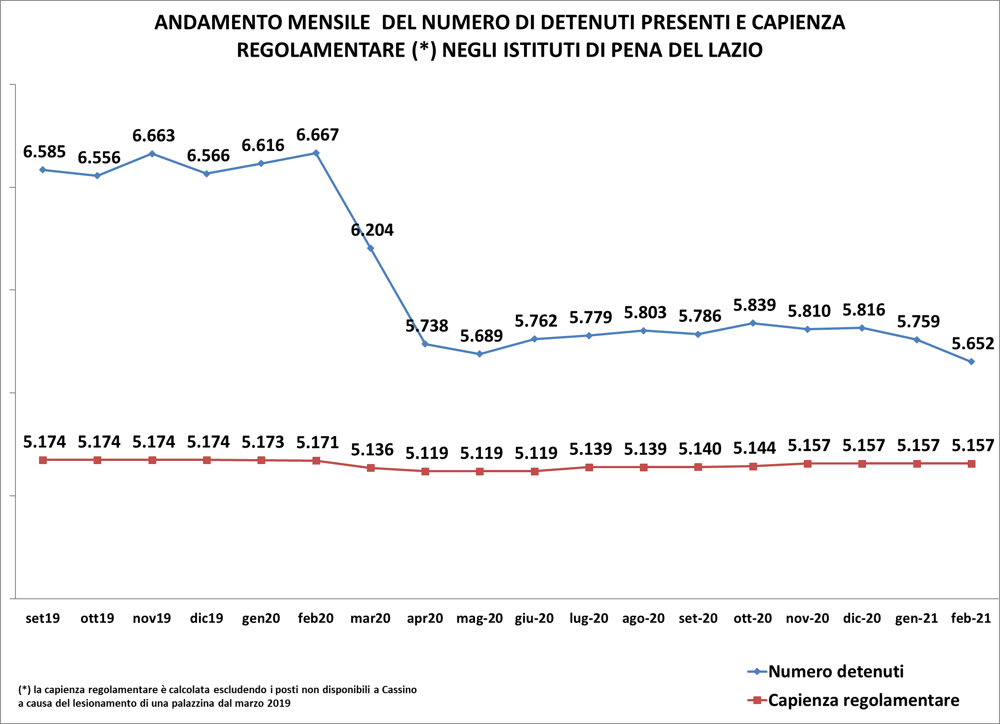 ANDAMENTO MENSILE  DEL NUMERO DI DETENUTI PRESENTI E CAPIENZA
REGOLAMENTARE (*) NEGLI ISTITUTI DI PENA DEL LAZIO
6.585 6.556 6.663 6.566 6.616 6.667 6.204 5.738 5.689 5.762 5.779 5.803 5.786 5.839 5.810 5.816 5.759 5.652
5.174 5.174 5.174 5.174 5.173 5.171 5.136 5.119 5.119 5.119 5.139 5.139 5.140 5.144 5.157 5.157 5.157 5.157
set19 ott19 nov19 dic19 gen20 feb20 mar20 apr20 mag-20 giu-20 lug-20 ago-20 set-20 ott-20 nov-20 dic-20 gen-21 feb-21
Numero detenuti
Capienza regolamentare
(*) la capienza regolamentare è calcolata escludendo i posti non disponibili a Cassino
a causa del lesionamento di una palazzina dal marzo 2019